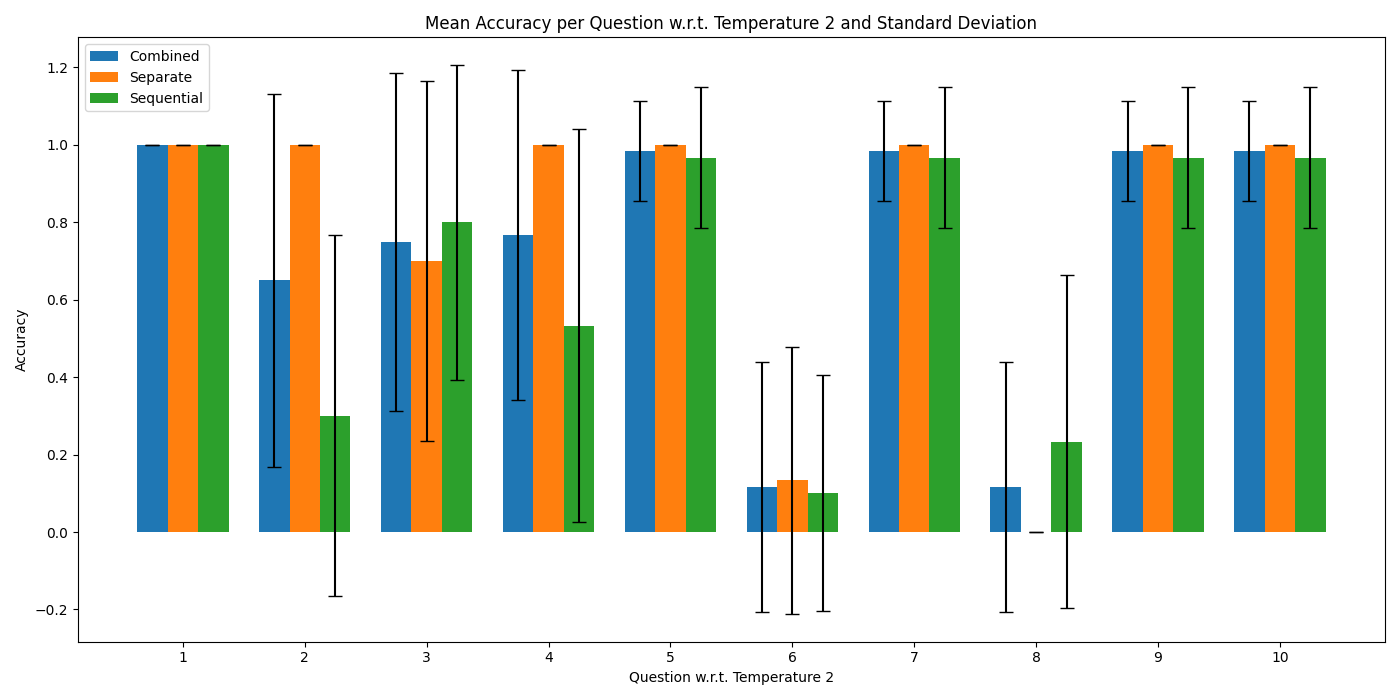 Mean Accuracy per Question w.r.t. Temperature 2 and Standard Deviation
Combined
Separate
Sequential
Accuracy
1.2
1.0
0.8
0.6
0.4
0.2
0.0
−0.2
1 2 3 4 5 6 7 8 9 10
Question w.r.t. Temperature 2